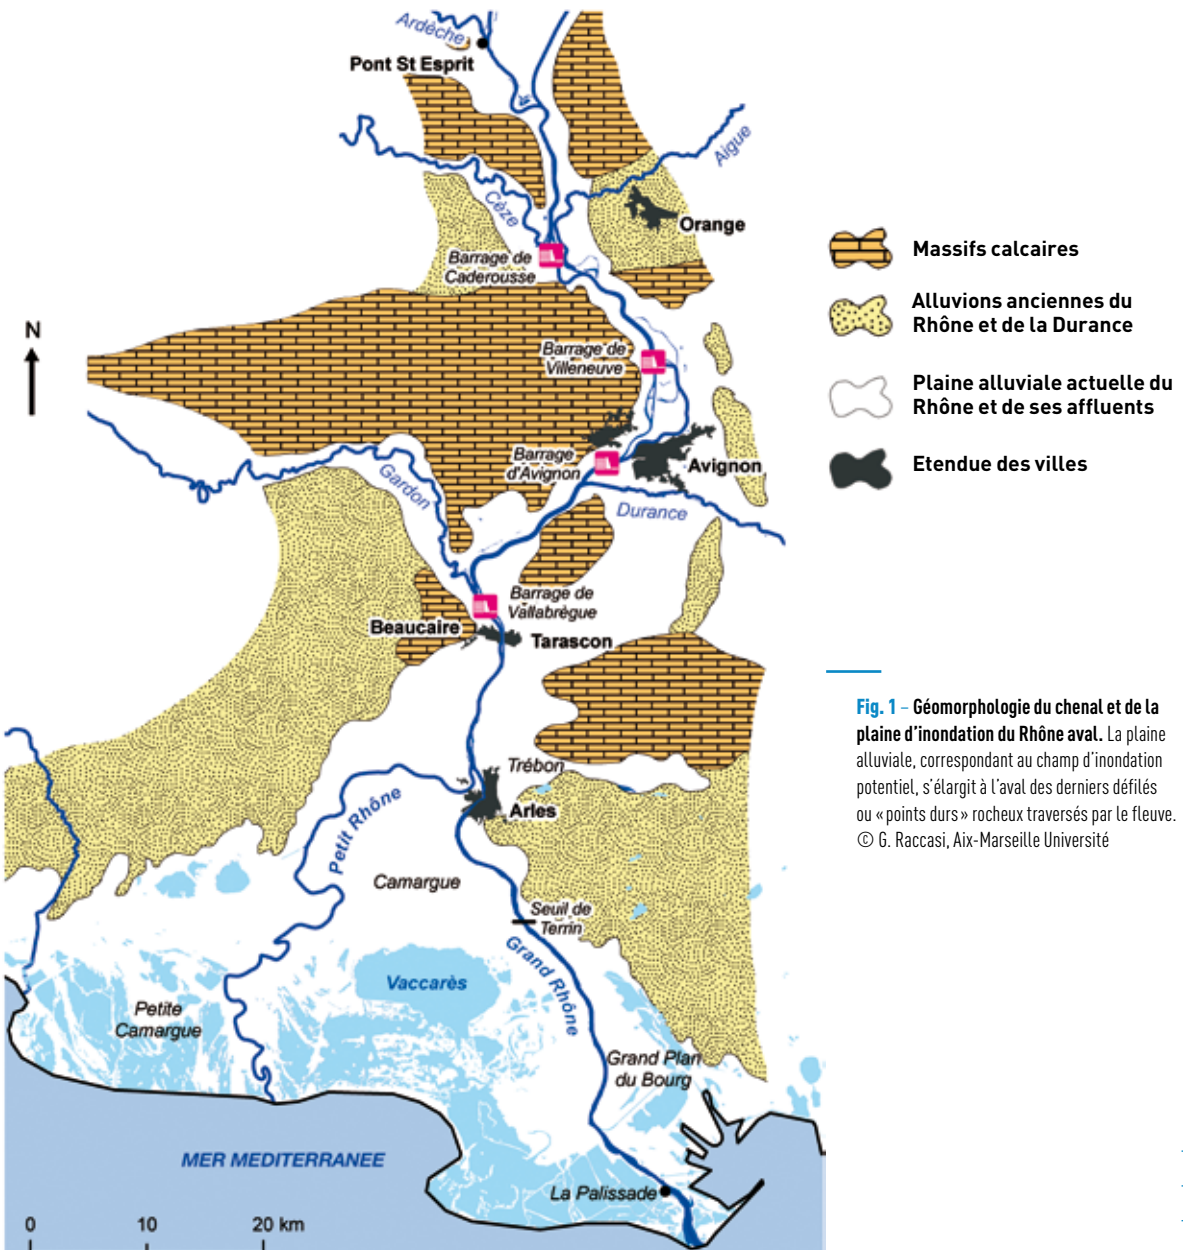 Ardèche
Pont St Esprit
Aigue
Cèze
Orange
Barrage de
Caderousse
N
Barrage de
Villeneuve
Barrage
d'Avignon
Avignon
Gardon
Durance
Barrage de
Vallabrègue
Beaucaire
Tarascon
Trébon
Arles
Petit Rhône
Camargue
Seuil de
Terrin
Grand Rhône
Vaccarès
Petite
Camargue
Grand Plan
du Bourg
MER MEDITERRANEE
La Palissade
0 10 20 km
Massifs calcaires
Alluvions anciennes du
Rhône et de la Durance
Plaine alluviale actuelle du
Rhône et de ses affluents
Etendue des villes
Fig. 1 – Géomorphologie du chenal et de la
plaine d'inondation du Rhône aval. La plaine
alluviale, correspondant au champ d'inondation
potentiel, s'élargit à l'aval des derniers défilés
ou « points durs » rocheux traversés par le fleuve.
© G. Raccasi, Aix-Marseille Université